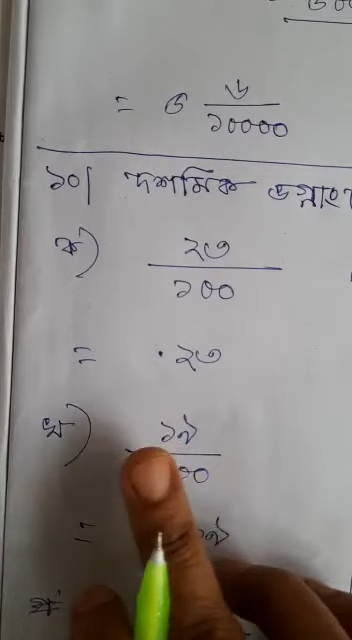 = ৩ ৬/১০০০০
১০| দশমিক ভগ্নাং
ক) ২৩/১০০
= .২৩
খ) ১৯
=